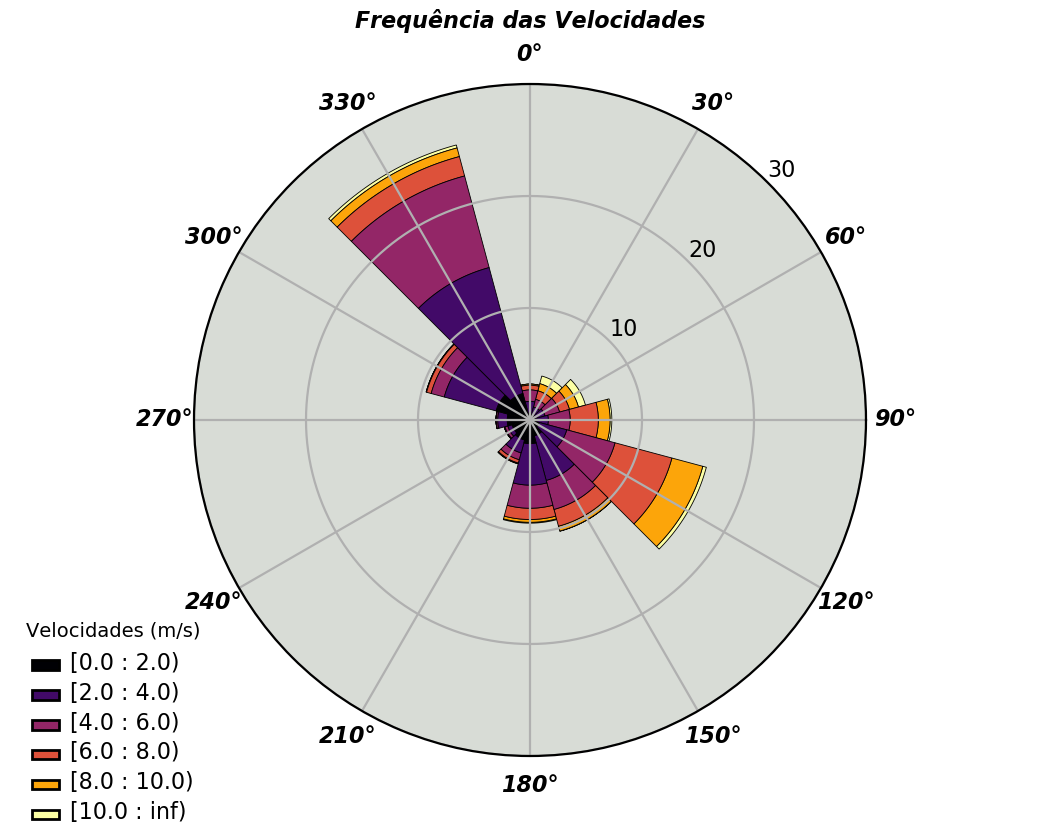 Frequência das Velocidades
0°
330°
30°
30
300°
60°
20
10
270°
90°
240°
120°
210°
150°
180°
Velocidades (m/s)
[0.0 : 2.0)
[2.0 : 4.0)
[4.0 : 6.0)
[6.0 : 8.0)
[8.0 : 10.0)
[10.0 : inf)